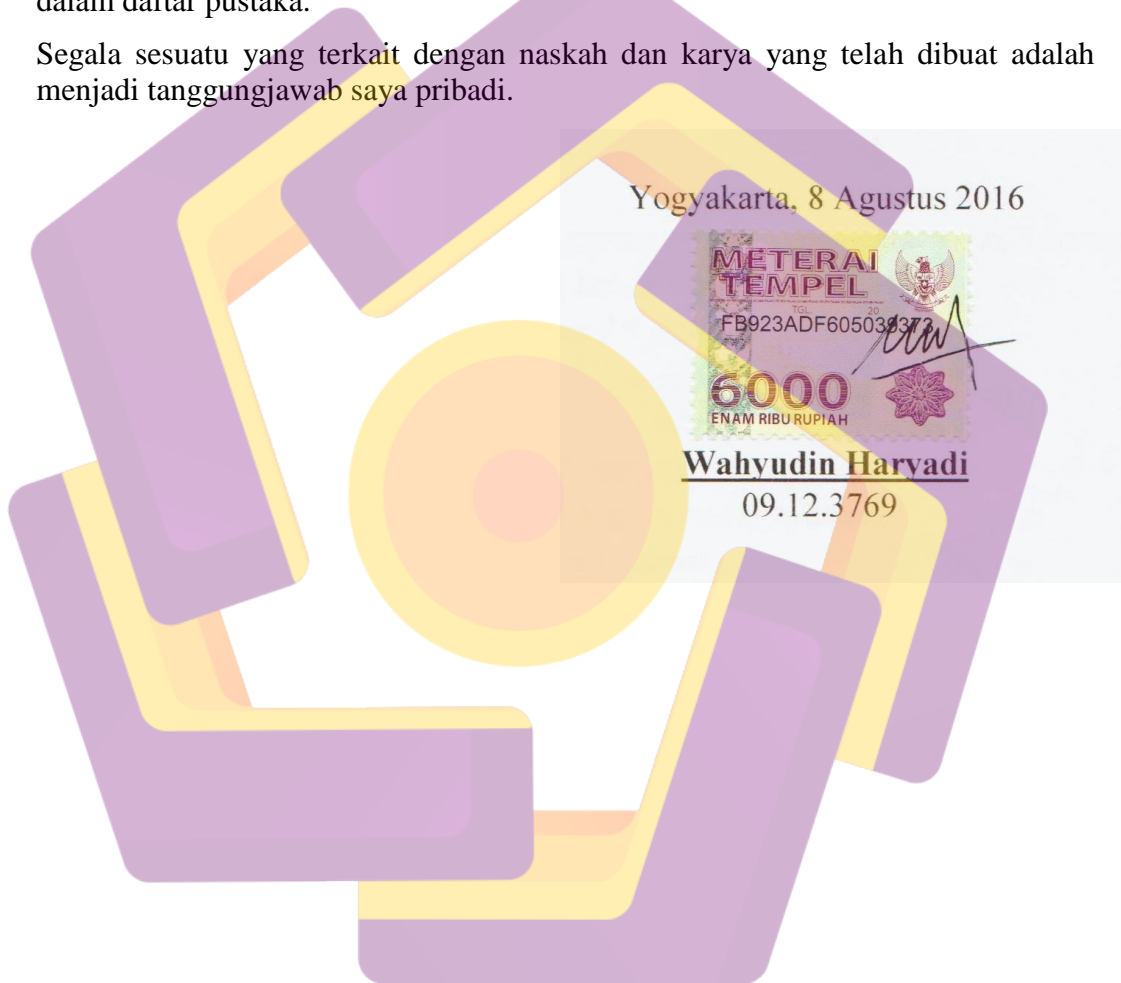 dalam daftar pustaka.
Segala sesuatu yang terkait dengan naskah dan karya yang telah dibuat adalah
menjadi tanggungjawab saya pribadi.
Yogyakarta, 8 Agustus 2016
METERAI
TEMPEL
TGL. 20
6000
ENAM RIBU RUPIAH
Wahyudin Haryadi
09.12.3769